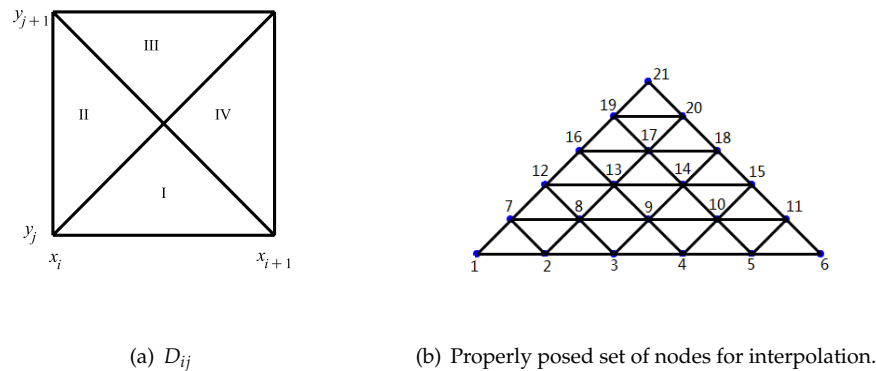 y_{j+1}
III
II
IV
I
y_j
x_i
x_{i+1}
21
19 20
16 17 18
12 13 14 15
7 8 9 10 11
1 2 3 4 5 6
(a) D_{ij}
(b) Properly posed set of nodes for interpolation.